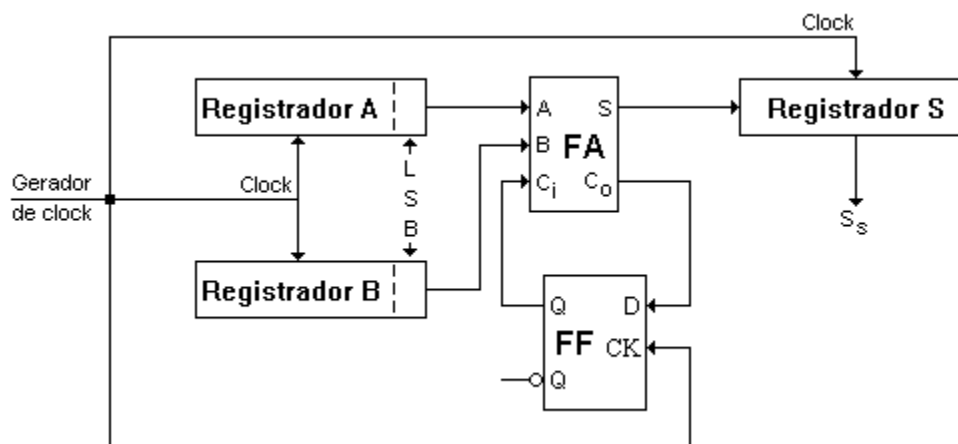 Clock
Registrador A
A
S
Registrador S
B
FA
L
Gerador
de clock
Clock
S
Ci
Co
B
Ss
Registrador B
Q
D
FF
CK
Q